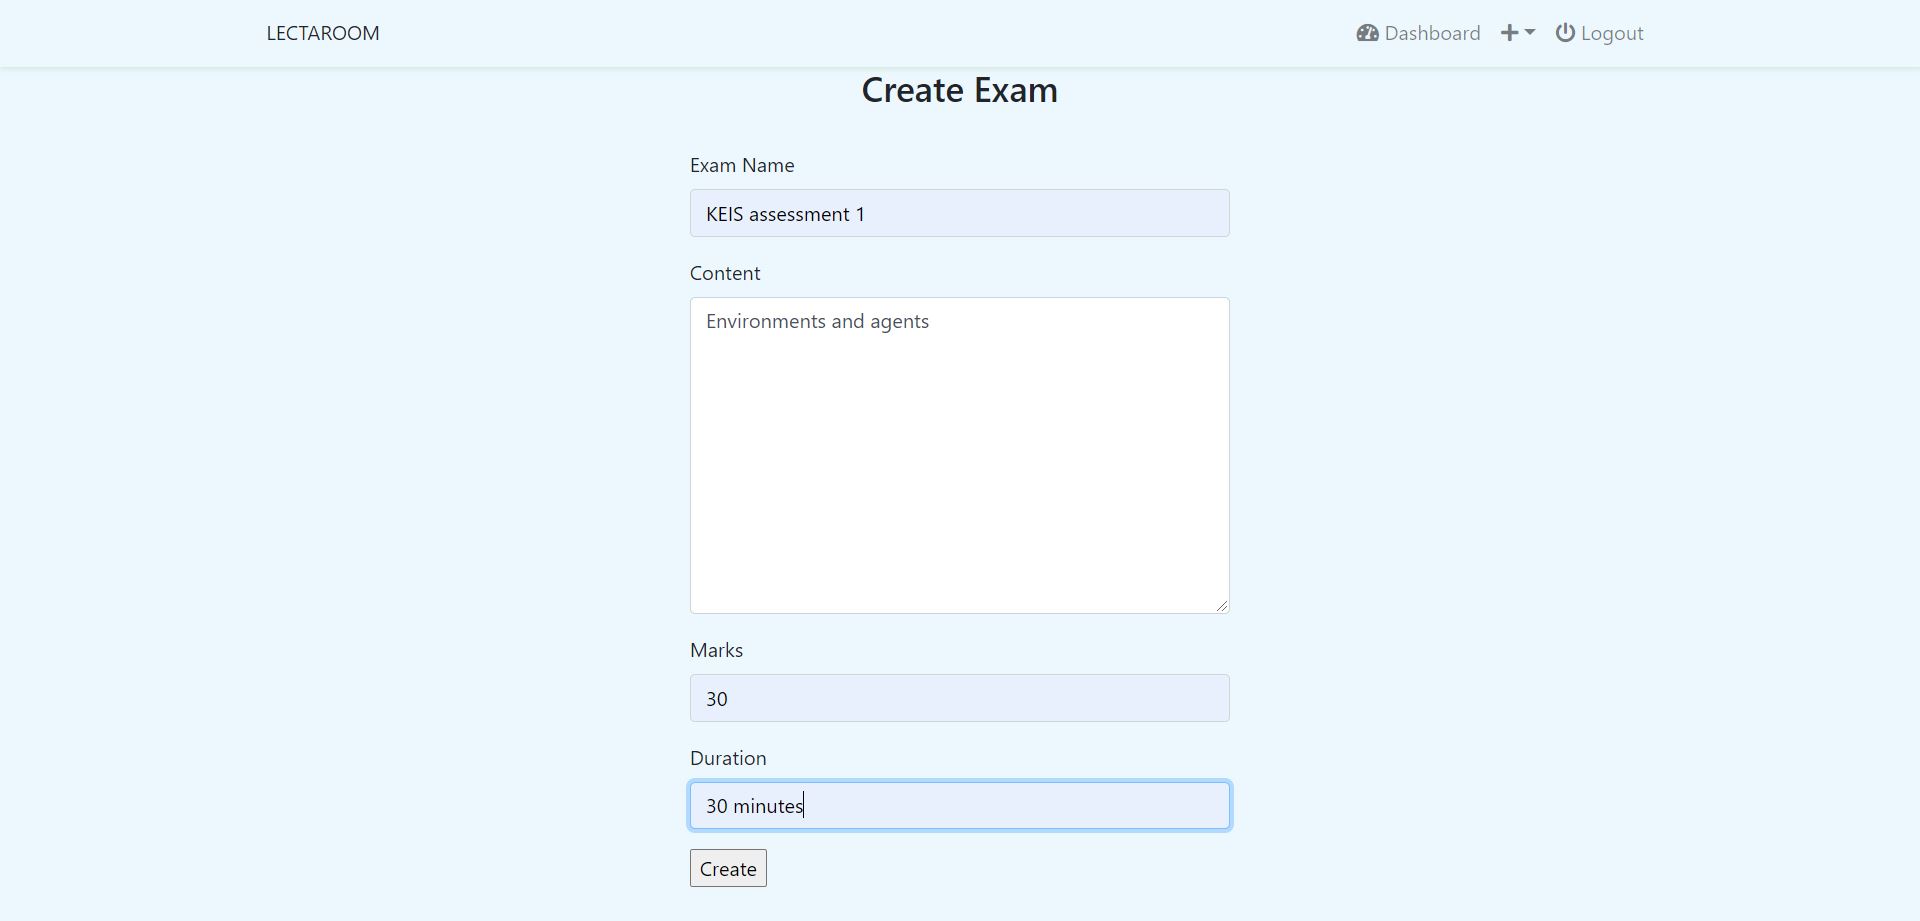 LECTAROOM Dashboard Logout
Create Exam
Exam Name
KEIS assessment 1
Content
Environments and agents
Marks
30
Duration
30 minutes
Create